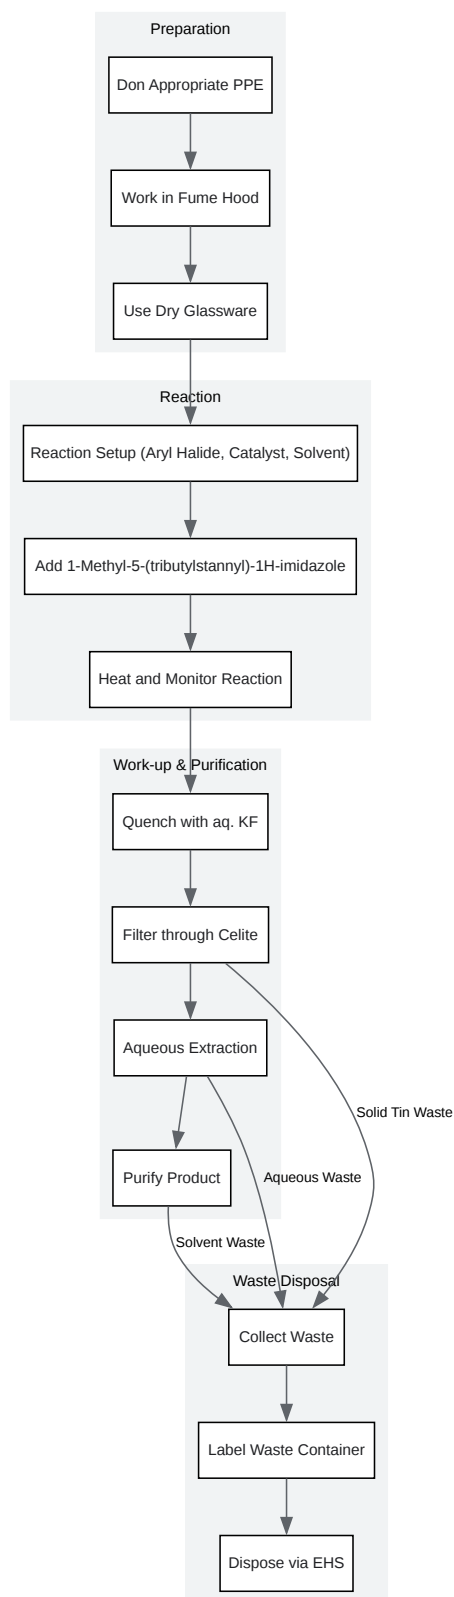 Preparation
Don Appropriate PPE
Work in Fume Hood
Use Dry Glassware
Reaction
Reaction Setup (Aryl Halide, Catalyst, Solvent)
Add 1-Methyl-5-(tributylstannyl)-1H-imidazole
Heat and Monitor Reaction
Work-up & Purification
Quench with aq. KF
Filter through Celite
Aqueous Extraction
Solid Tin Waste
Purify Product
Aqueous Waste
Solvent Waste
Waste Disposal
Collect Waste
Label Waste Container
Dispose via EHS